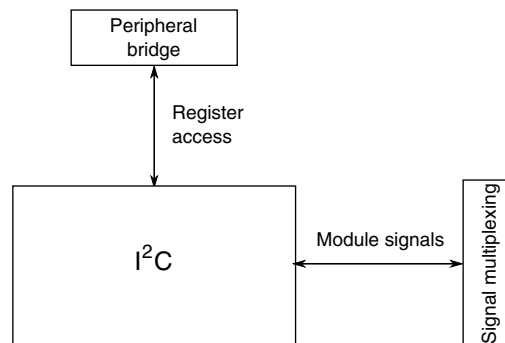 Peripheral
bridge
Register
access
I²C
Module signals
Signal multiplexing